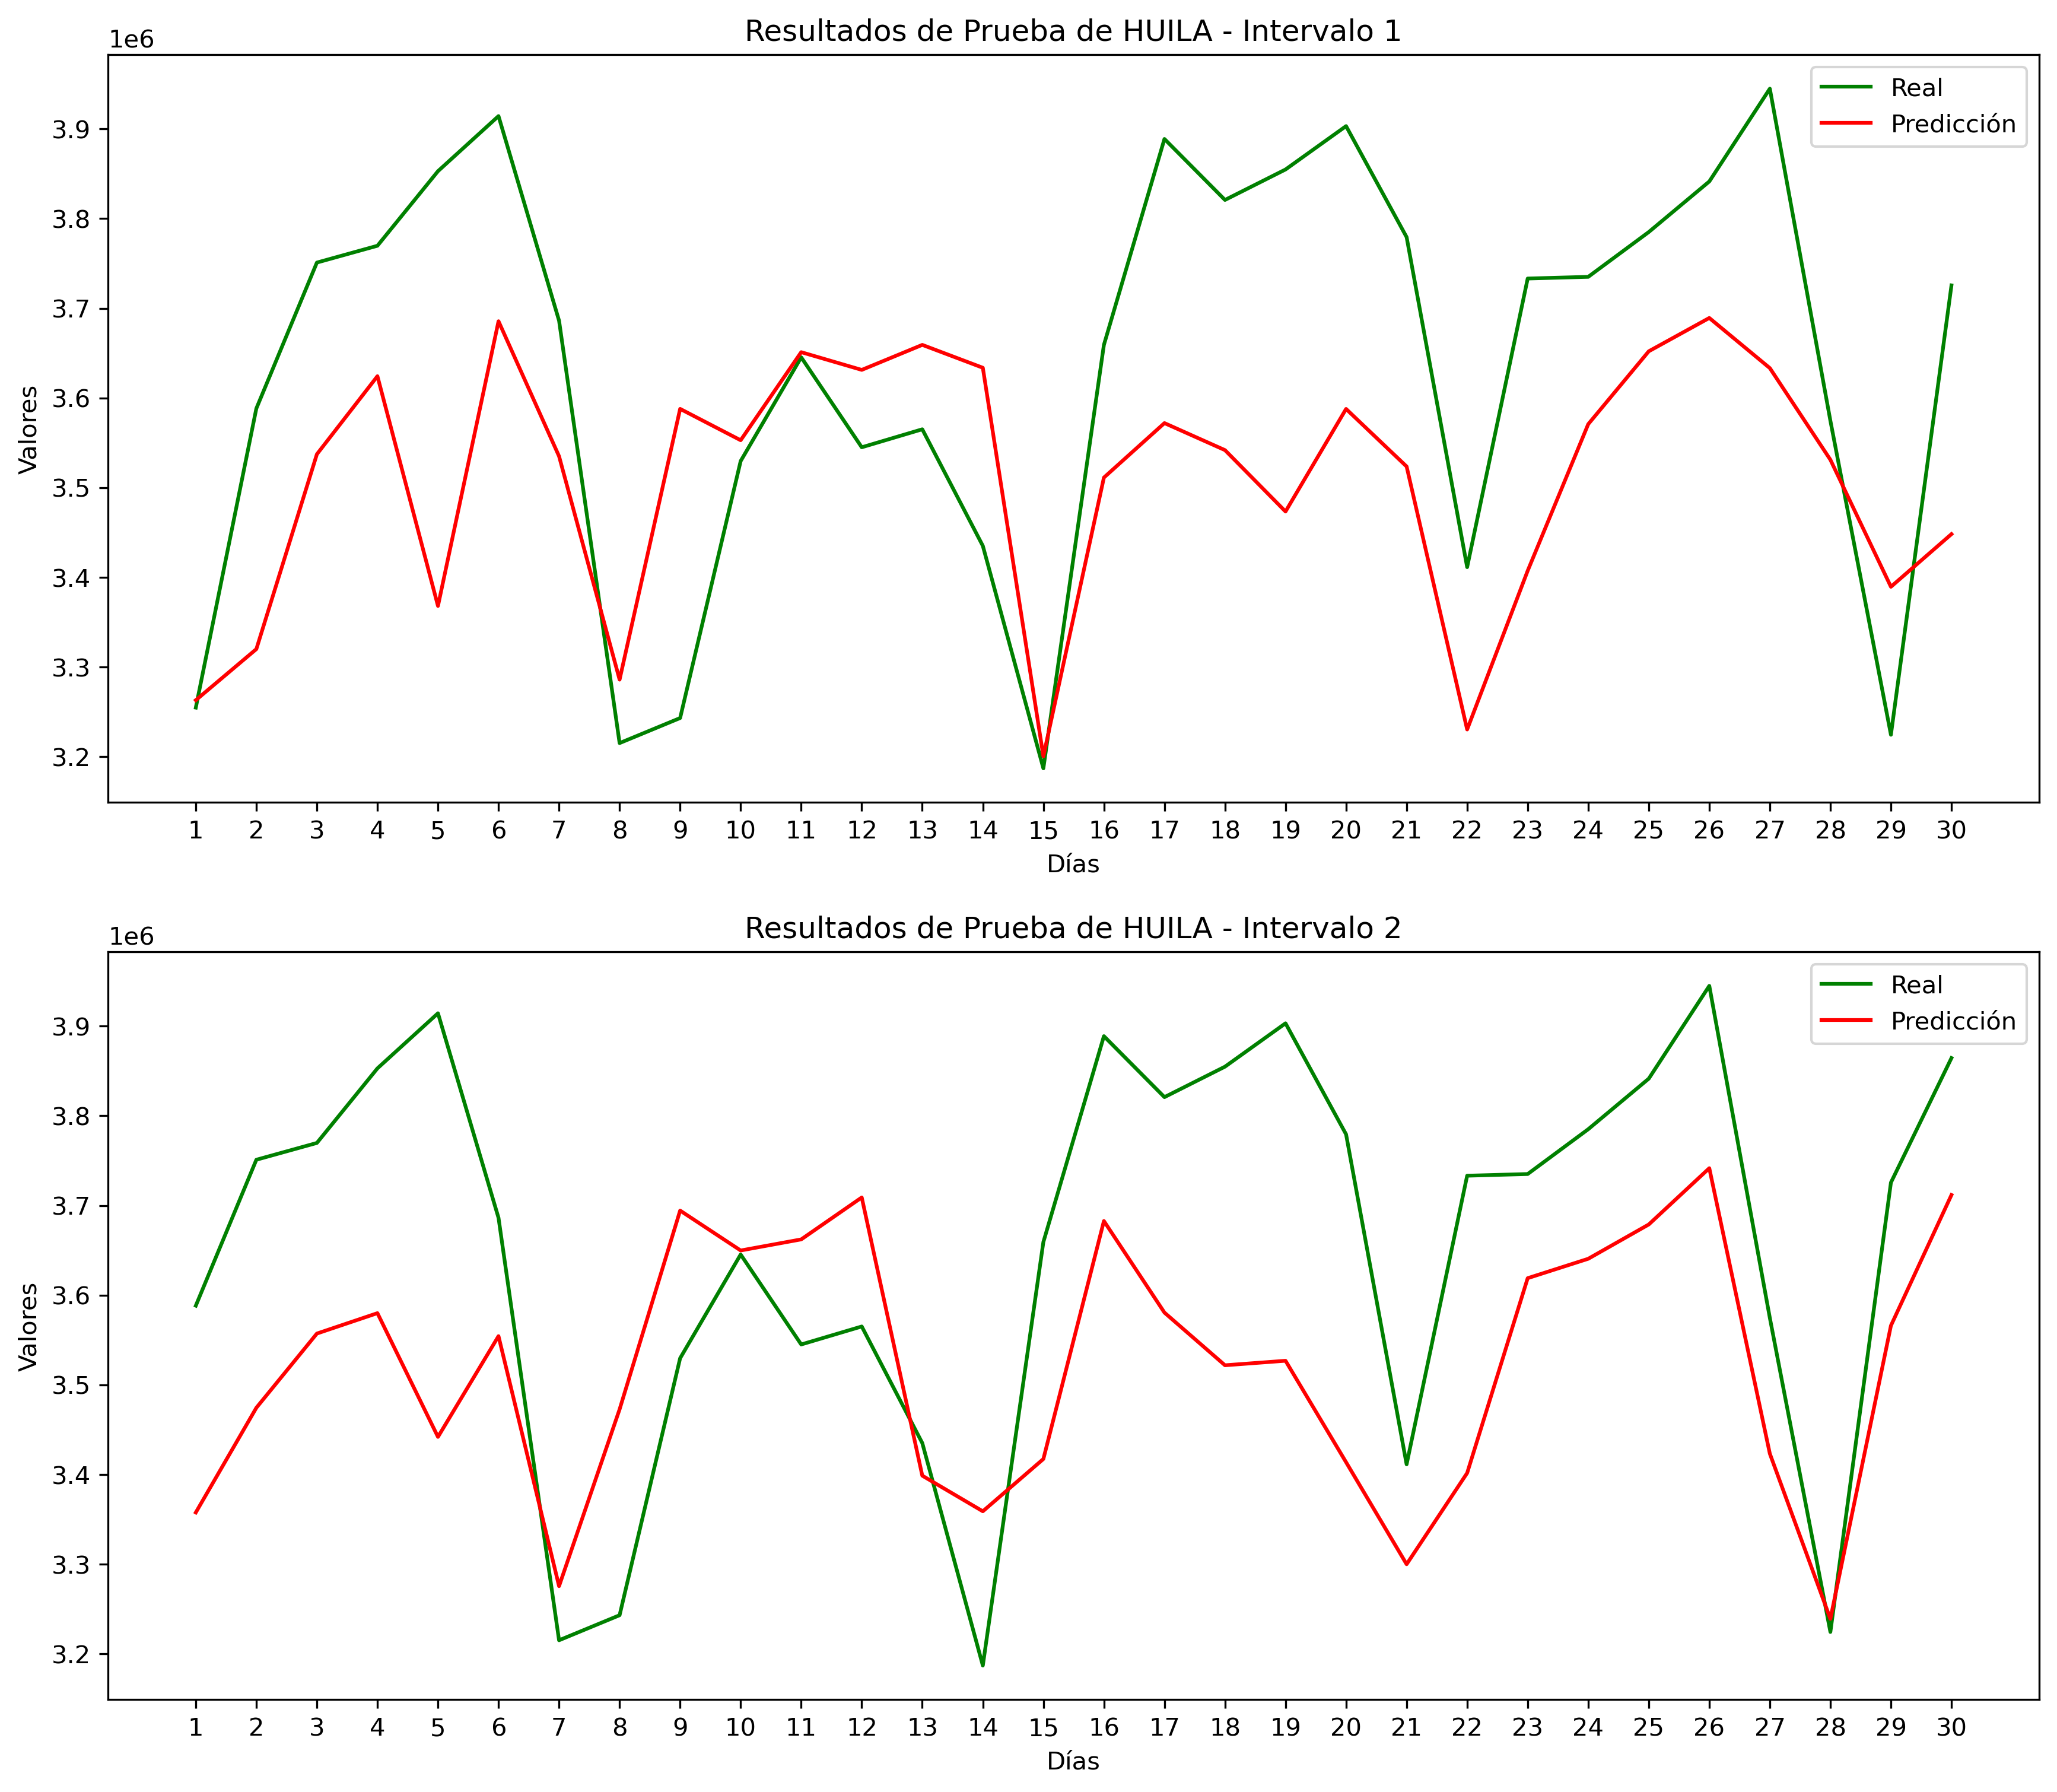 Resultados de Prueba de HUILA - Intervalo 1
1e6
Real
Predicción
3.9
3.8
3.7
3.6
3.5
3.4
3.3
3.2
Valores
1 2 3 4 5 6 7 8 9 10 11 12 13 14 15 16 17 18 19 20 21 22 23 24 25 26 27 28 29 30
Días
Resultados de Prueba de HUILA - Intervalo 2
1e6
Real
Predicción
3.9
3.8
3.7
3.6
3.5
3.4
3.3
3.2
Valores
1 2 3 4 5 6 7 8 9 10 11 12 13 14 15 16 17 18 19 20 21 22 23 24 25 26 27 28 29 30
Días